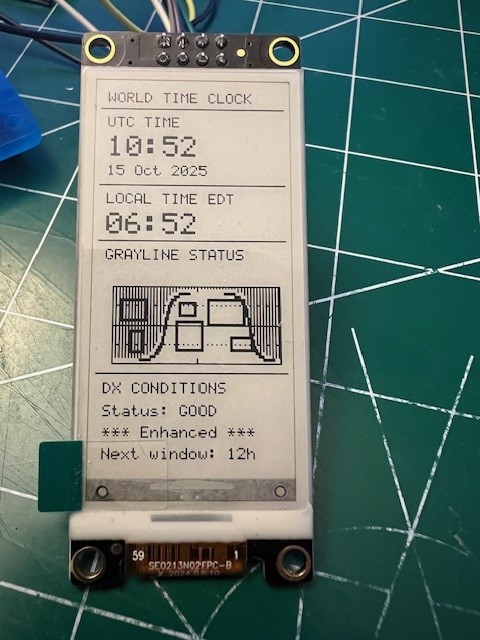 WORLD TIME CLOCK
UTC TIME
10:52
15 Oct 2025
LOCAL TIME EDT
06:52
GRAYLINE STATUS
DX CONDITIONS
Status: GOOD
*** Enhanced ***
Next window: 12h
59 1
SE0213N02FPC-B